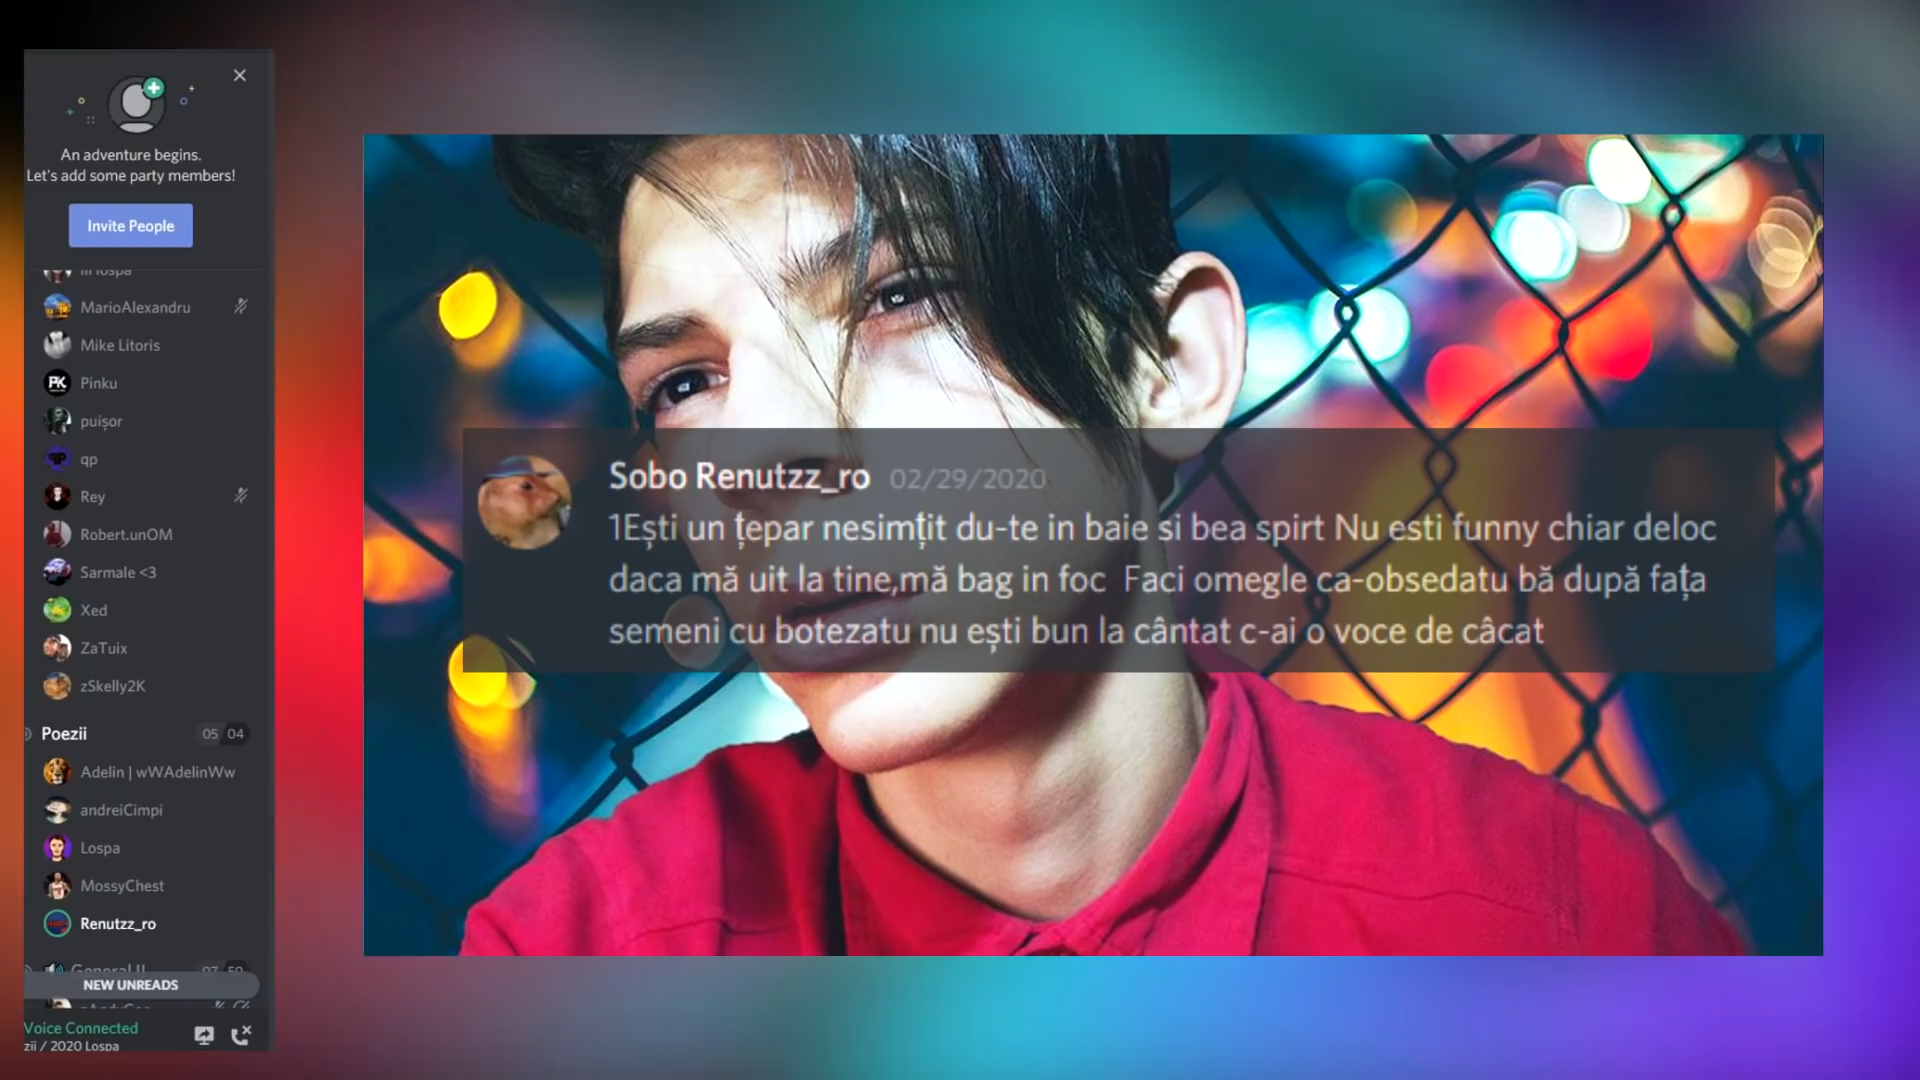 An adventure begins.
Let's add some party members!
Invite People
MarioAlexandru
Mike Litoris
PK
Pinku
puișor
qp
Rey
Robert.unOM
Sarmale <3
Xed
ZaTuix
zSkelly2K
Poezii 05 04
Adelin | wWAdelinWw
andreiCimpi
Lospa
MossyChest
Renutzz_ro
NEW UNREADS
Voice Connected
zii / 2020 Lospa
Sobo Renutzz_ro 02/29/2020
1Ești un țepar nesimțit du-te in baie si bea spirt Nu esti funny chiar deloc
daca mă uit la tine,mă bag in foc Faci omegle ca-obsedatu bă după fața
semeni cu botezatu nu ești bun la cântat c-ai o voce de câcat